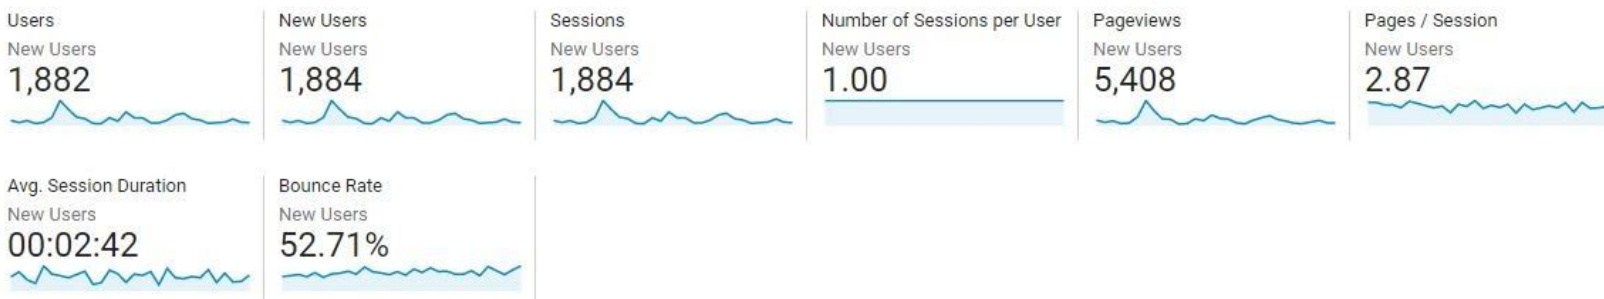 Users
New Users
1,882
New Users
New Users
1,884
Sessions
New Users
1,884
Number of Sessions per User
New Users
1.00
Pageviews
New Users
5,408
Pages / Session
New Users
2.87
Avg. Session Duration
New Users
00:02:42
Bounce Rate
New Users
52.71%